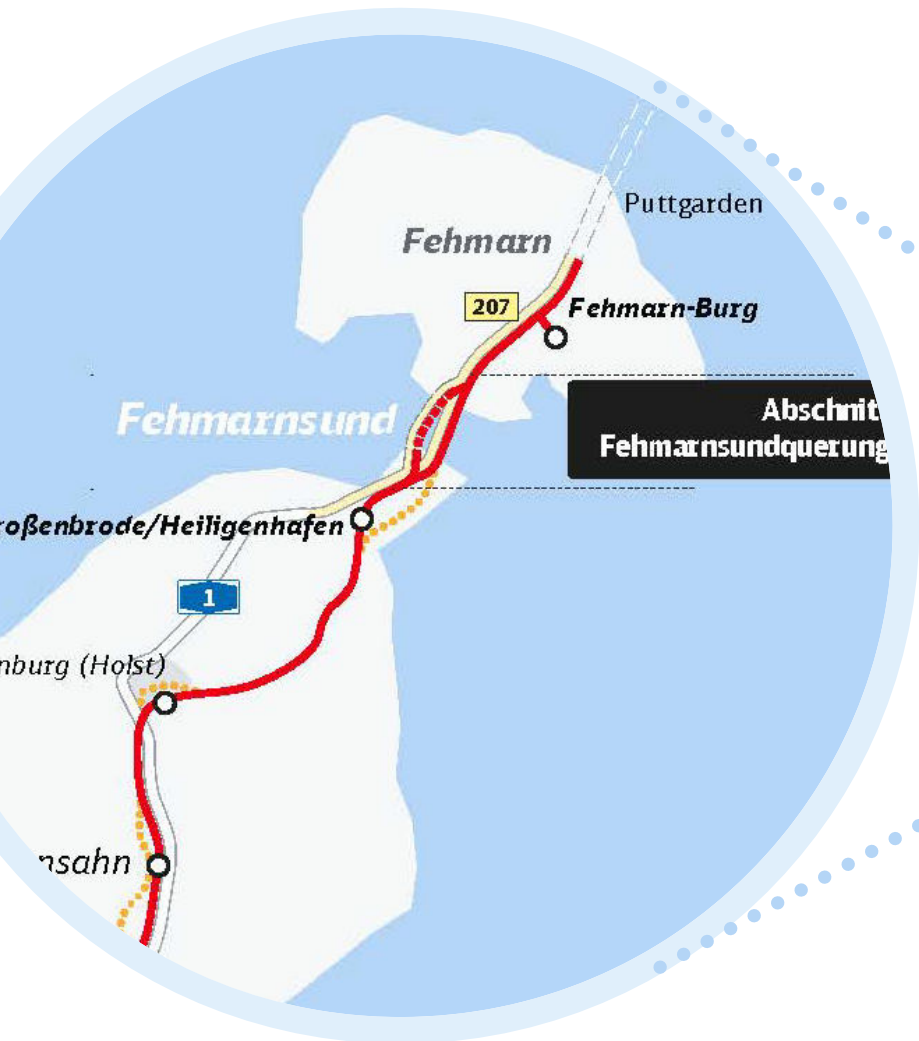 Puttgarden
Fehmarn
207
Fehmarn-Burg
Fehmarnsund
Abschnit
Fehmarnsundquerung
roßenbrode/Heiligenhafen
1
nburg (Holst)
nsahn